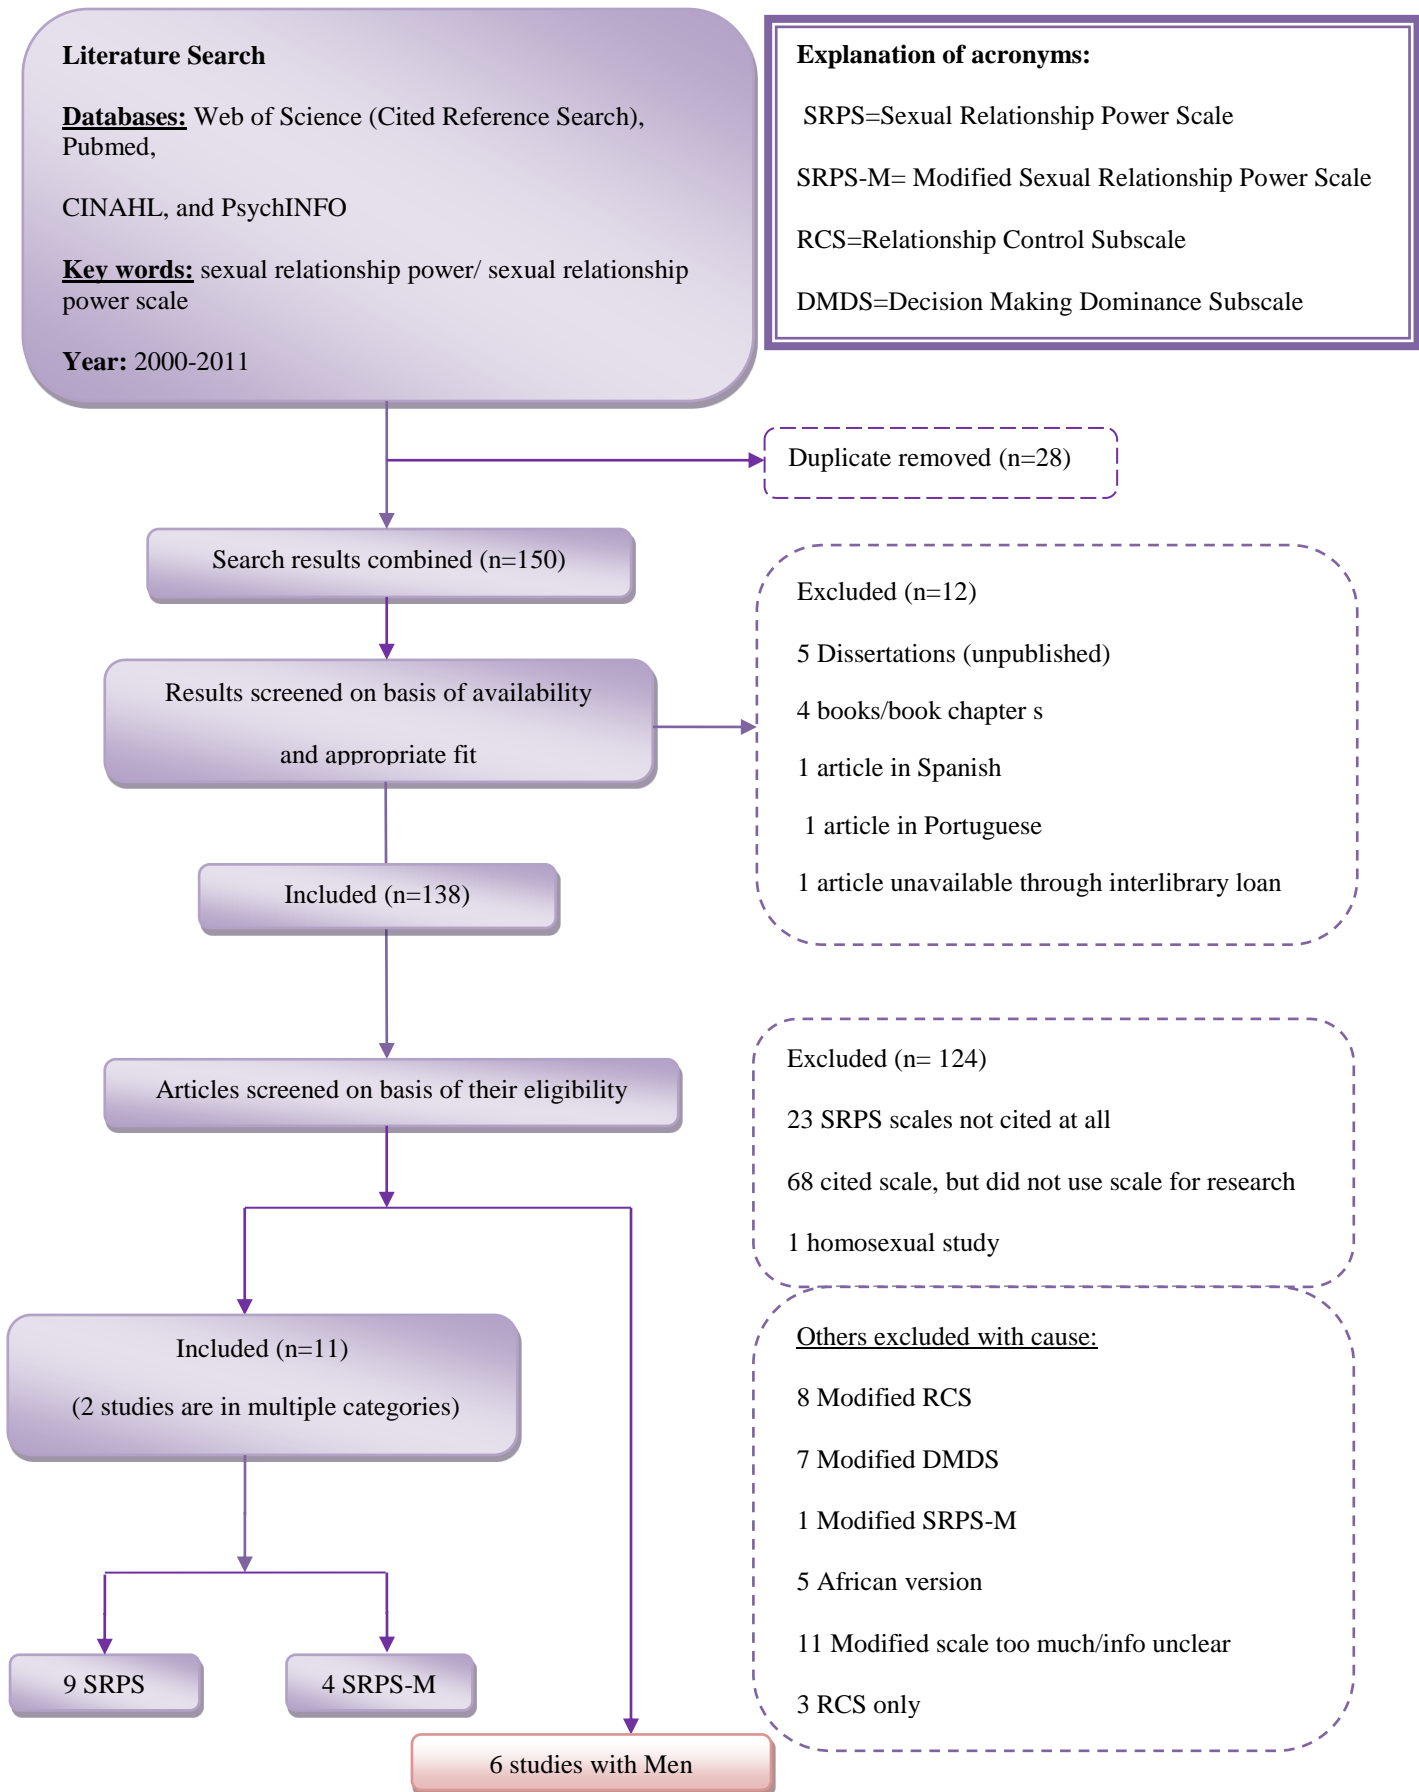 Literature Search
Databases: Web of Science (Cited Reference Search),
Pubmed,
CINAHL, and PsychINFO
Key words: sexual relationship power/ sexual relationship
power scale
Year: 2000-2011
Explanation of acronyms:
SRPS=Sexual Relationship Power Scale
SRPS-M= Modified Sexual Relationship Power Scale
RCS=Relationship Control Subscale
DMDS=Decision Making Dominance Subscale
Duplicate removed (n=28)
Search results combined (n=150)
Results screened on basis of availability
and appropriate fit
Excluded (n=12)
5 Dissertations (unpublished)
4 books/book chapter s
1 article in Spanish
1 article in Portuguese
1 article unavailable through interlibrary loan
Included (n=138)
Articles screened on basis of their eligibility
Excluded (n= 124)
23 SRPS scales not cited at all
68 cited scale, but did not use scale for research
1 homosexual study
Others excluded with cause:
8 Modified RCS
7 Modified DMDS
1 Modified SRPS-M
5 African version
11 Modified scale too much/info unclear
3 RCS only
Included (n=11)
(2 studies are in multiple categories)
9 SRPS
4 SRPS-M
6 studies with Men